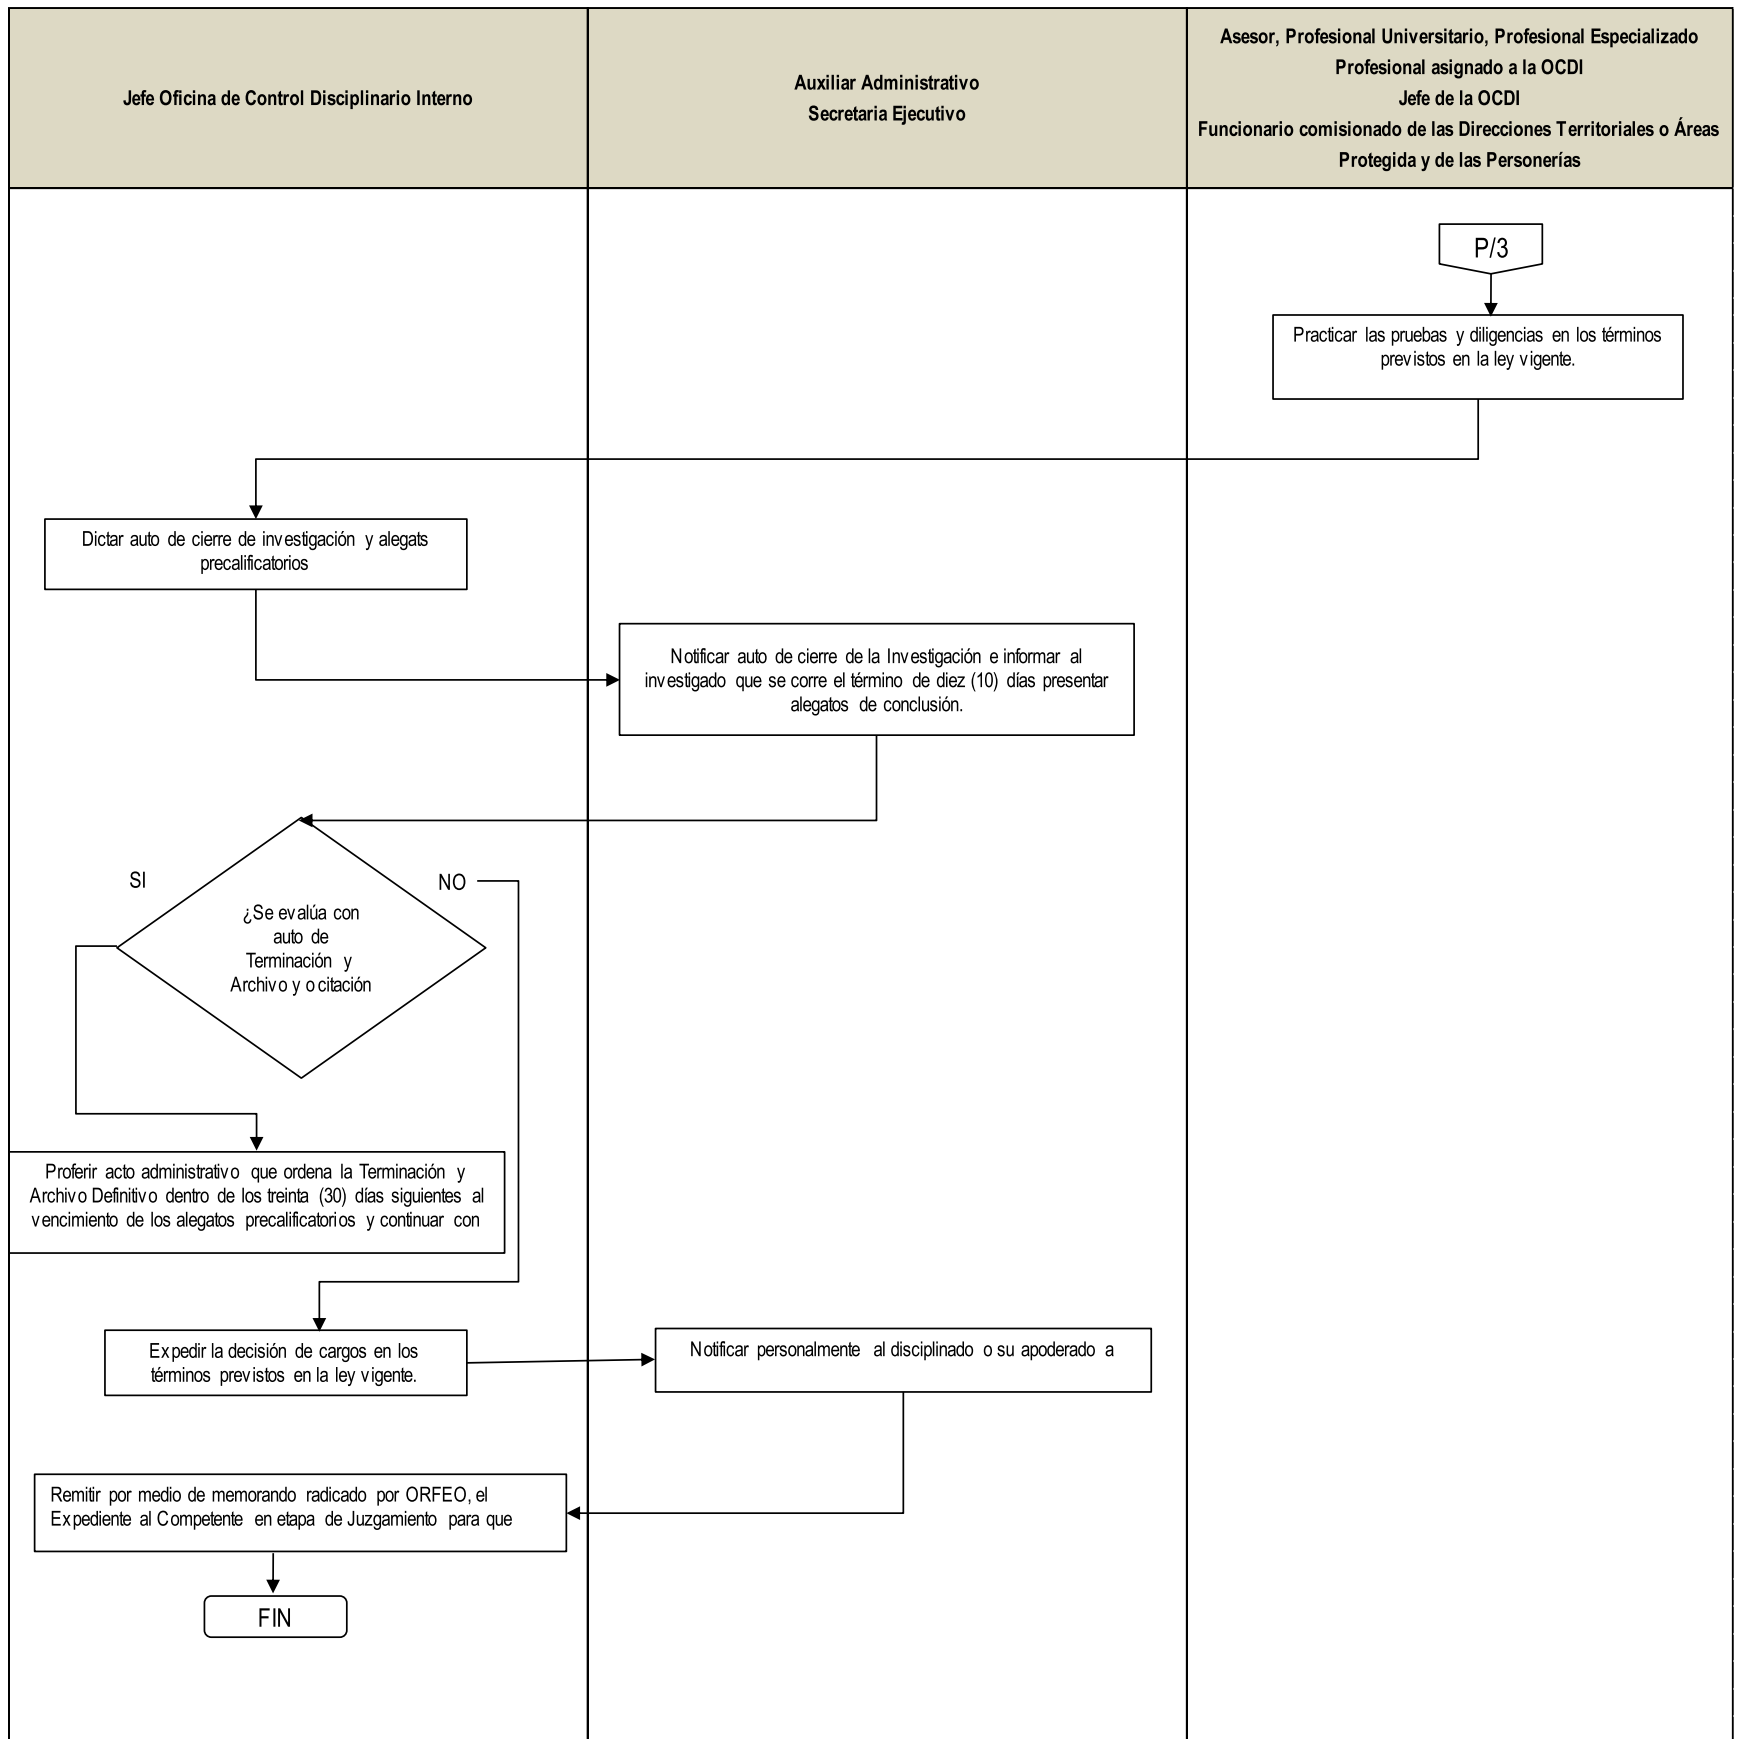 Jefe Oficina de Control Disciplinario Interno
Auxiliar Administrativo
Secretaria Ejecutivo
Asesor, Profesional Universitario, Profesional Especializado
Profesional asignado a la OCDI
Jefe de la OCDI
Funcionario comisionado de las Direcciones Territoriales o Áreas
Protegida y de las Personerías
P/3
Practicar las pruebas y diligencias en los términos
previstos en la ley vigente.
Dictar auto de cierre de investigación y alegats
precalificatorios
Notificar auto de cierre de la Investigación e informar al
investigado que se corre el término de diez (10) días presentar
alegatos de conclusión.
SI
NO
¿Se evalúa con
auto de
Terminación y
Archivo y o citación
Proferir acto administrativo que ordena la Terminación y
Archivo Definitivo dentro de los treinta (30) días siguientes al
vencimiento de los alegatos precalificatorios y continuar con
Expedir la decisión de cargos en los
términos previstos en la ley vigente.
Notificar personalmente al disciplinado o su apoderado a
Remitir por medio de memorando radicado por ORFEO, el
Expediente al Competente en etapa de Juzgamiento para que
FIN